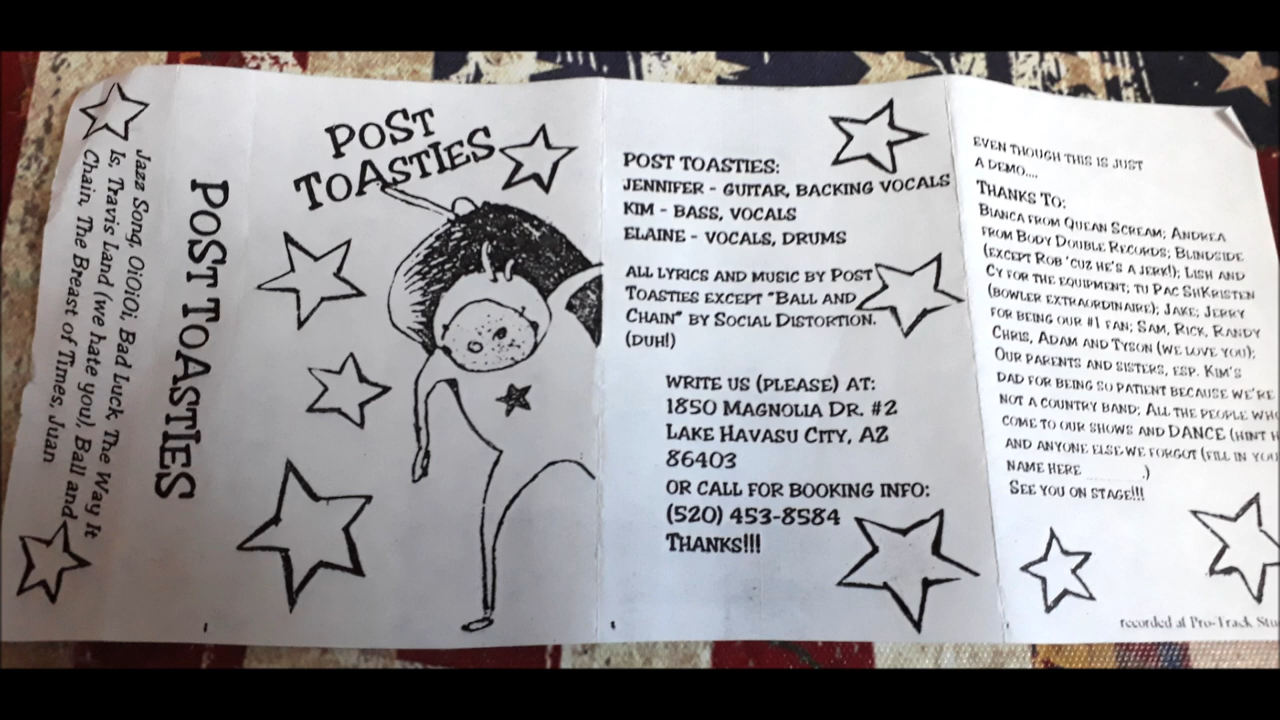 Jazz Song, OiOiOi, Bad Luck, The Way It
Is, Travis Land (we hate you), Ball and
Chain, The Breast of Times, Juan
POST TOASTIES
POST
TOASTIES
POST TOASTIES:
JENNIFER - GUITAR, BACKING VOCALS
KIM - BASS, VOCALS
ELAINE - VOCALS, DRUMS
ALL LYRICS AND MUSIC BY POST
TOASTIES EXCEPT "BALL AND
CHAIN" BY SOCIAL DISTORTION.
(DUH!)
WRITE US (PLEASE) AT:
1850 MAGNOLIA DR. #2
LAKE HAVASU CITY, AZ
86403
OR CALL FOR BOOKING INFO:
(520) 453-8584
THANKS!!!
EVEN THOUGH THIS IS JUST
A DEMO....
THANKS TO:
BIANCA FROM QUEAN SCREAM; ANDREA
FROM BODY DOUBLE RECORDS; BLINDSIDE
(EXCEPT ROB 'CUZ HE'S A JERK!); LISH AND
CY FOR THE EQUIPMENT; TU PAC SHKRISTEN
(BOWLER EXTRAORDINAIRE); JAKE; JERRY
FOR BEING OUR #1 FAN; SAM, RICK, RANDY
CHRIS, ADAM AND TYSON (WE LOVE YOU);
OUR PARENTS AND SISTERS, ESP. KIM'S
DAD FOR BEING SO PATIENT BECAUSE WE'RE
NOT A COUNTRY BAND; ALL THE PEOPLE WHO
COME TO OUR SHOWS AND DANCE (HINT
AND ANYONE ELSE WE FORGOT (FILL IN
NAME HERE ______.)
SEE YOU ON STAGE!!!
recorded at Pro-Track